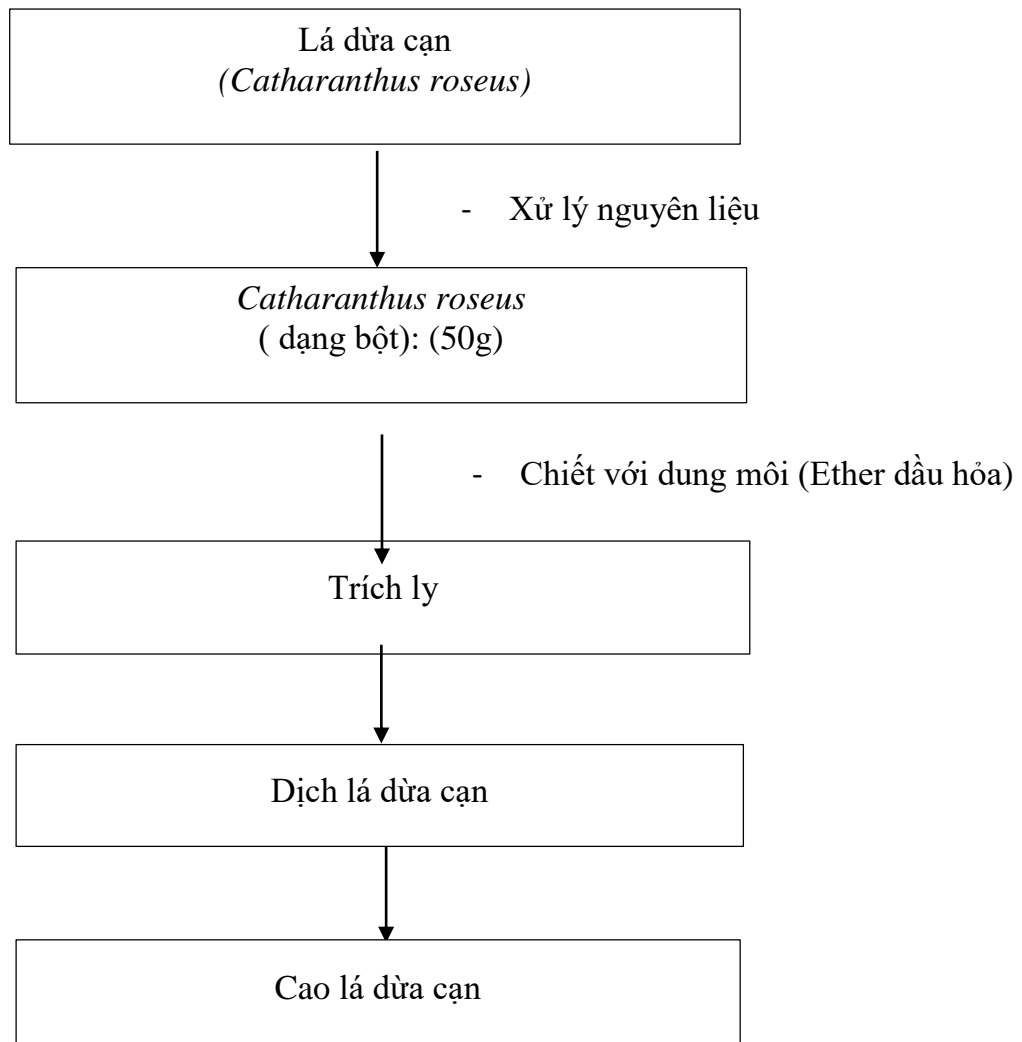 Lá dừa cạn
(Catharanthus roseus)
- Xử lý nguyên liệu
Catharanthus roseus
( dạng bột): (50g)
- Chiết với dung môi (Ether dầu hỏa)
Trích ly
Dịch lá dừa cạn
Cao lá dừa cạn